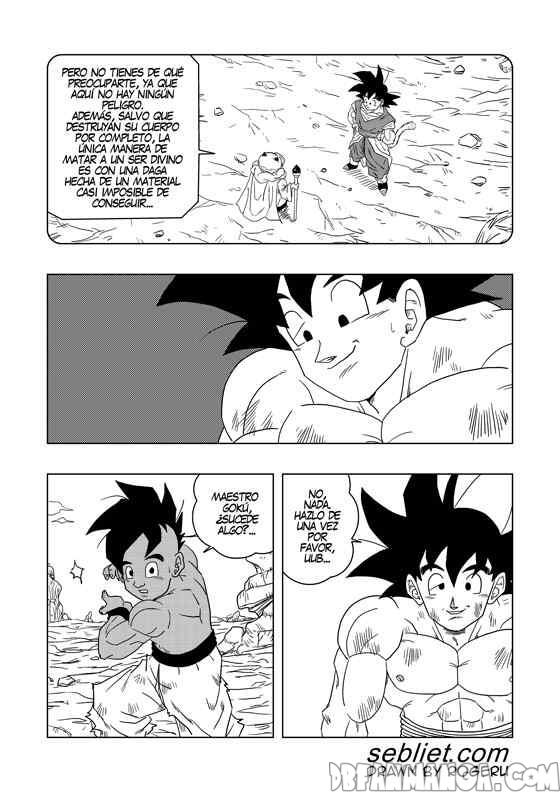 PERO NO TIENES DE QUÉ
PREOCUPARTE, YA QUE
AQUÍ NO HAY NINGÚN
PELIGRO.
ADEMÁS, SALVO QUE
DESTRUYAN SU CUERPO
POR COMPLETO, LA
ÚNICA MANERA DE
MATAR A UN SER DIVINO
ES CON UNA DAGA
HECHA DE UN MATERIAL
CASI IMPOSIBLE DE
CONSEGUIR...
MAESTRO
GOKÚ,
¿SUCEDE
ALGO?...
NO,
NADA.
HAZLO DE
UNA VEZ
POR
FAVOR,
UUB...
sebliet.com
DRAWN BY ROGERU
DBFANMANGA.COM